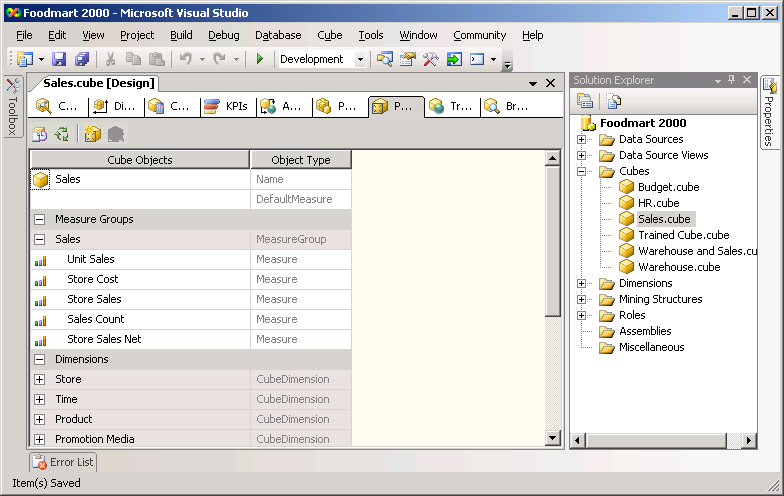 Foodmart 2000 - Microsoft Visual Studio
File Edit View Project Build Debug Database Cube Tools Window Community Help
Development
Toolbox
Sales.cube [Design]
C... Di... C... KPIs A... P... P... Tr... Br...
Cube Objects Object Type
Sales Name
DefaultMeasure
Measure Groups
Sales MeasureGroup
Unit Sales Measure
Store Cost Measure
Store Sales Measure
Sales Count Measure
Store Sales Net Measure
Dimensions
Store CubeDimension
Time CubeDimension
Product CubeDimension
Promotion Media CubeDimension
Solution Explorer
Foodmart 2000
Data Sources
Data Source Views
Cubes
Budget.cube
HR.cube
Sales.cube
Trained Cube.cube
Warehouse and Sales.cu
Warehouse.cube
Dimensions
Mining Structures
Roles
Assemblies
Miscellaneous
Properties
Error List
Item(s) Saved